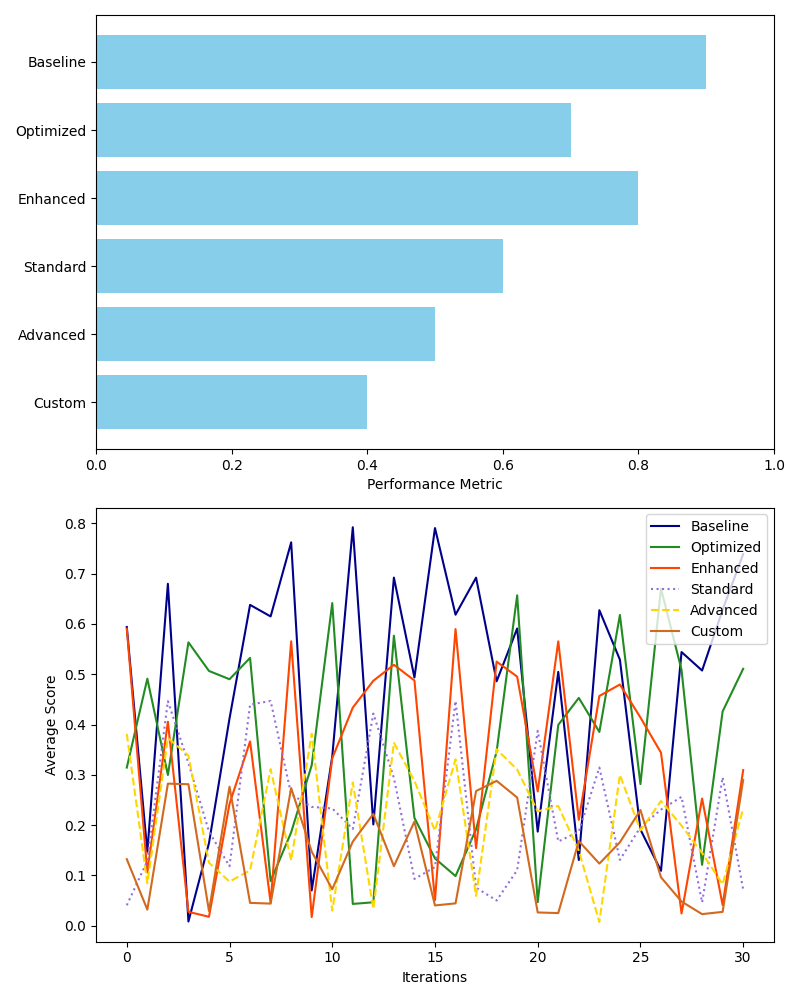 Baseline
Optimized
Enhanced
Standard
Advanced
Custom
0.0 0.2 0.4 0.6 0.8 1.0
Performance Metric
0.8
0.7
0.6
0.5
0.4
0.3
0.2
0.1
0.0
Average Score
Baseline
Optimized
Enhanced
Standard
Advanced
Custom
0 5 10 15 20 25 30
Iterations